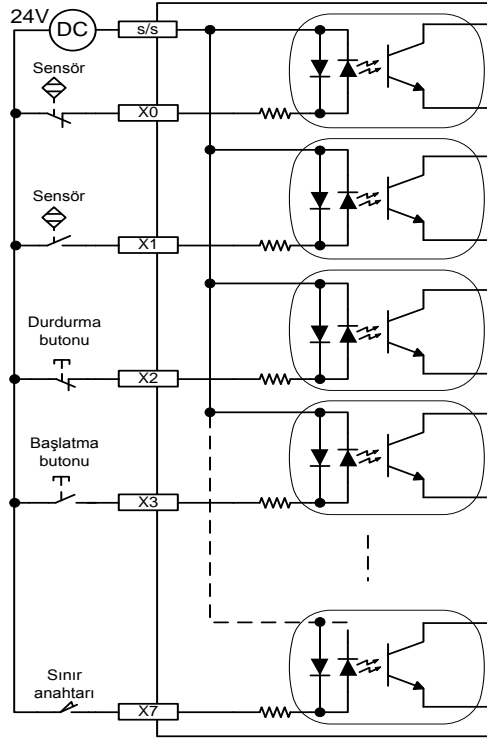 24V
DC
s/s
Sensör
X0
Sensör
X1
Durdurma
butonu
X2
Başlatma
butonu
X3
Sınır
anahtarı
X7